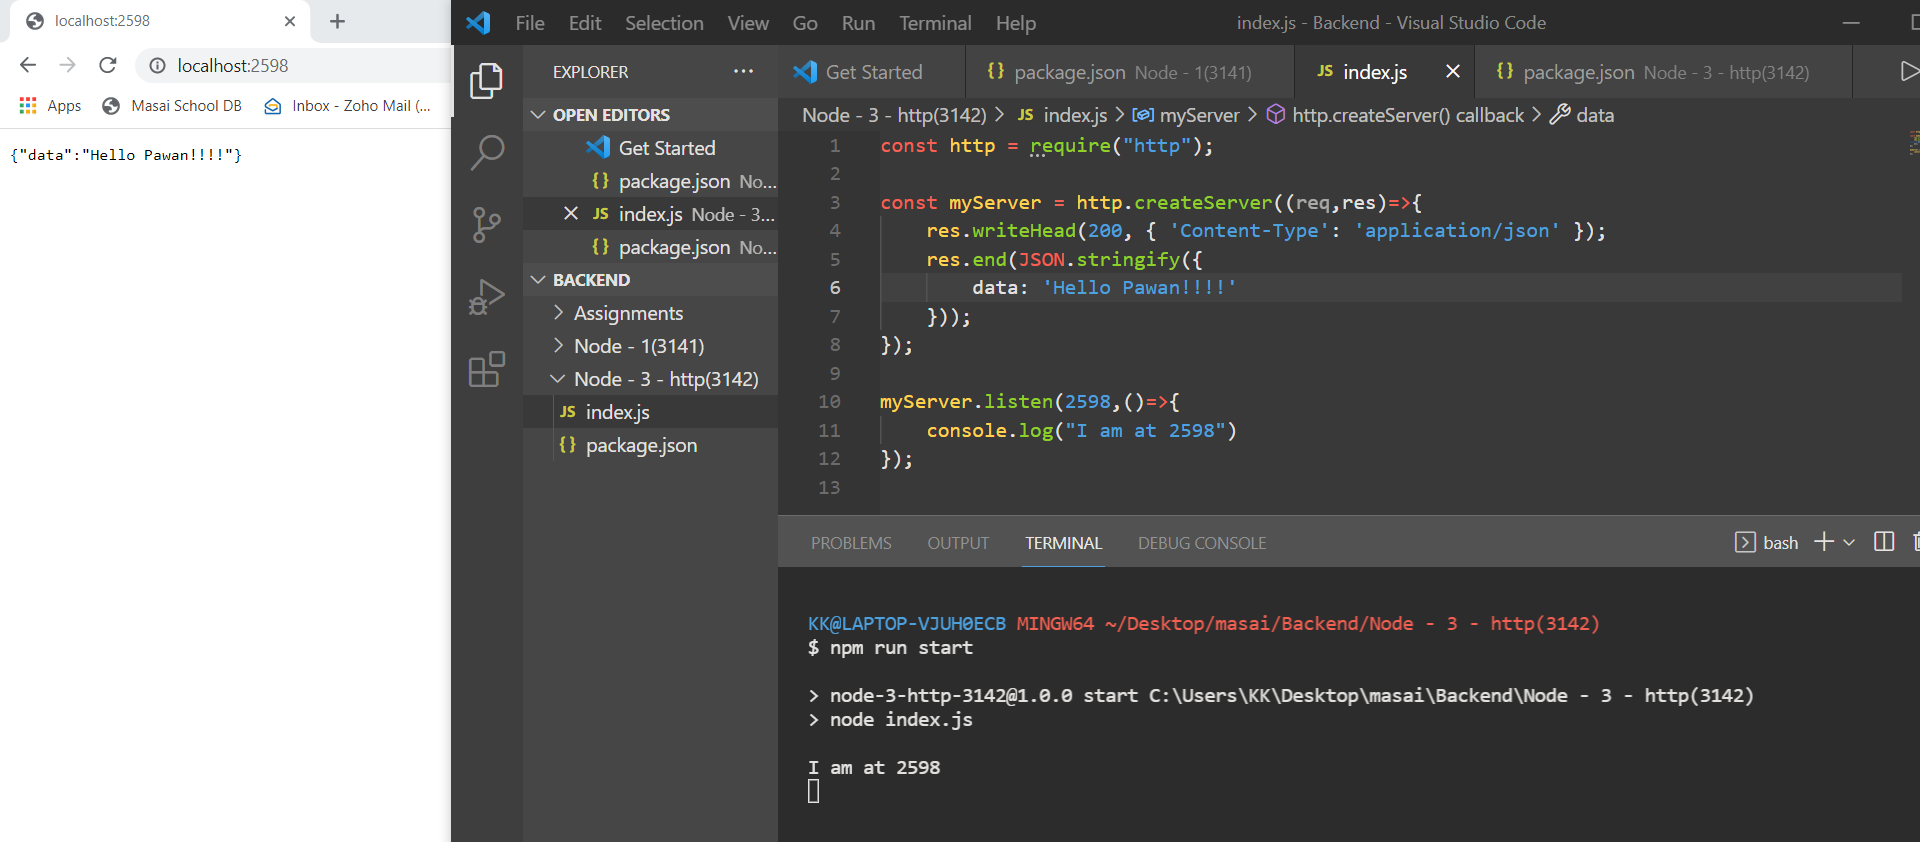 localhost:2598
localhost:2598
Apps Masai School DB Inbox - Zoho Mail (...
{"data":"Hello Pawan!!!!"}
File Edit Selection View Go Run Terminal Help
index.js - Backend - Visual Studio Code
EXPLORER
OPEN EDITORS
Get Started
package.json No...
index.js Node - 3...
package.json No...
BACKEND
Assignments
Node - 1(3141)
Node - 3 - http(3142)
JS index.js
{} package.json
Get Started
{} package.json Node - 1(3141)
JS index.js
{} package.json Node - 3 - http(3142)
Node - 3 - http(3142) > JS index.js > myServer > http.createServer() callback > data
1 const http = require("http");
2
3 const myServer = http.createServer((req,res)=>{
4 res.writeHead(200, { 'Content-Type': 'application/json' });
5 res.end(JSON.stringify({
6 data: 'Hello Pawan!!!!'
7 }));
8 });
9
10 myServer.listen(2598,()=>{
11 console.log("I am at 2598")
12 });
13
PROBLEMS OUTPUT TERMINAL DEBUG CONSOLE
bash
KK@LAPTOP-VJUH0ECB MINGW64 ~/Desktop/masai/Backend/Node - 3 - http(3142)
$ npm run start
> node-3-http-3142@1.0.0 start C:\Users\KK\Desktop\masai\Backend\Node - 3 - http(3142)
> node index.js
I am at 2598